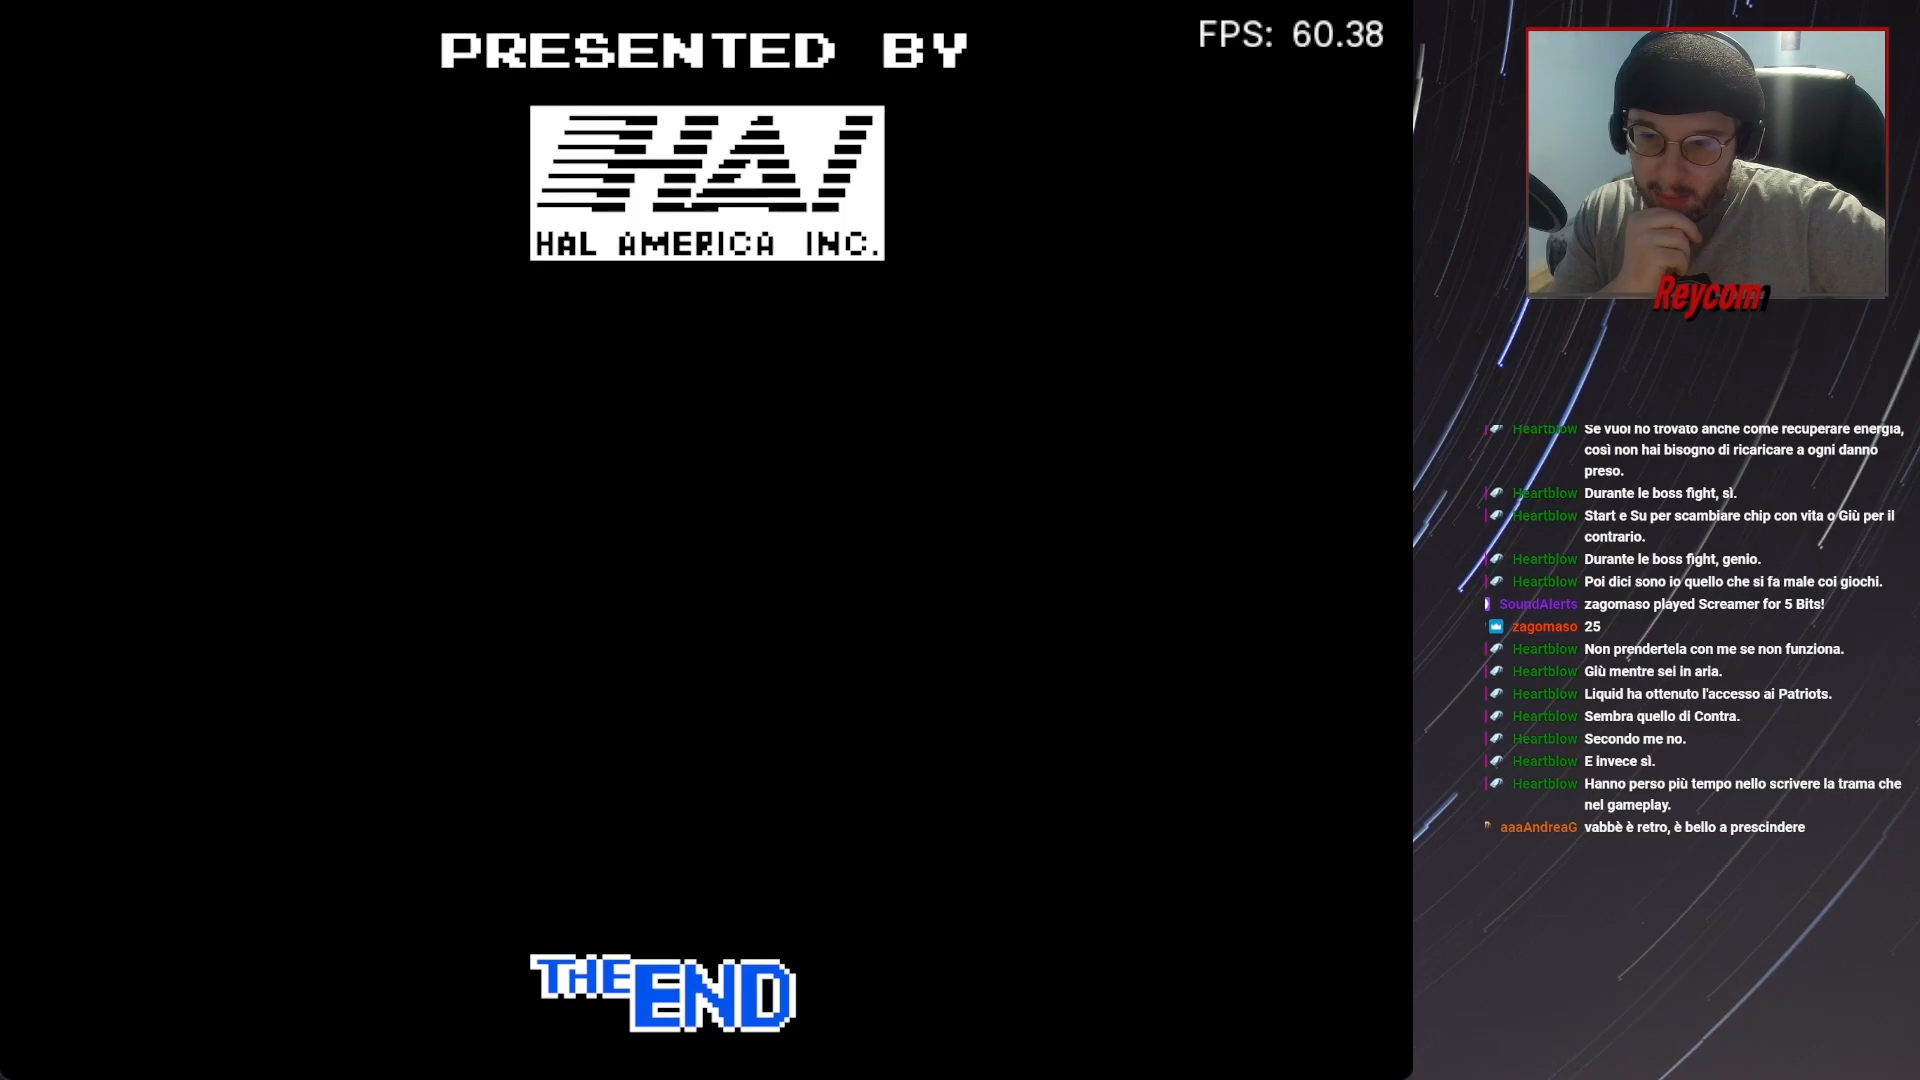 PRESENTED BY
FPS: 60.38
HAL
HAL AMERICA INC.
THE END
Reycom
Heartblow Se vuoi ho trovato anche come recuperare energia,
così non hai bisogno di ricaricare a ogni danno
preso.
Heartblow Durante le boss fight, sì.
Heartblow Start e Su per scambiare chip con vita o Giù per il
contrario.
Heartblow Durante le boss fight, genio.
Heartblow Poi dici sono io quello che si fa male coi giochi.
SoundAlerts zagomaso played Screamer for 5 Bits!
zagomaso 25
Heartblow Non prendertela con me se non funziona.
Heartblow Giù mentre sei in aria.
Heartblow Liquid ha ottenuto l'accesso ai Patriots.
Heartblow Sembra quello di Contra.
Heartblow Secondo me no.
Heartblow E invece sì.
Heartblow Hanno perso più tempo nello scrivere la trama che
nel gameplay.
aaaAndreaG vabbè è retro, è bello a prescindere